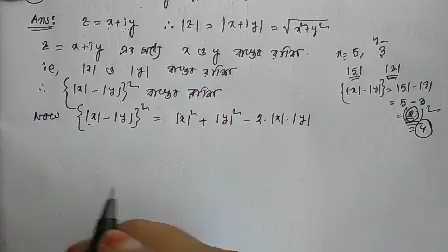 Ans: z = x+iy ∴ |z| = |x+iy| = √x²+y²
z = x+iy এর মধ্যে x ও y বাস্তব রাশি
x=5, y=3
ie, |x| ও |y| বাস্তব রাশি
|5| |3|
∴ {|x| - |y|}² বাস্তব রাশি
{|x| - |y|} = |5| - |3|
= 5 - 3
Now {|x| - |y|}² = |x|² + |y|² - 2·|x|·|y|
= 4